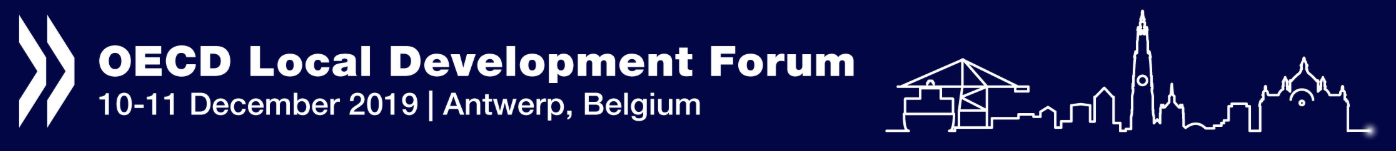 OECD Local Development Forum
10-11 December 2019 | Antwerp, Belgium